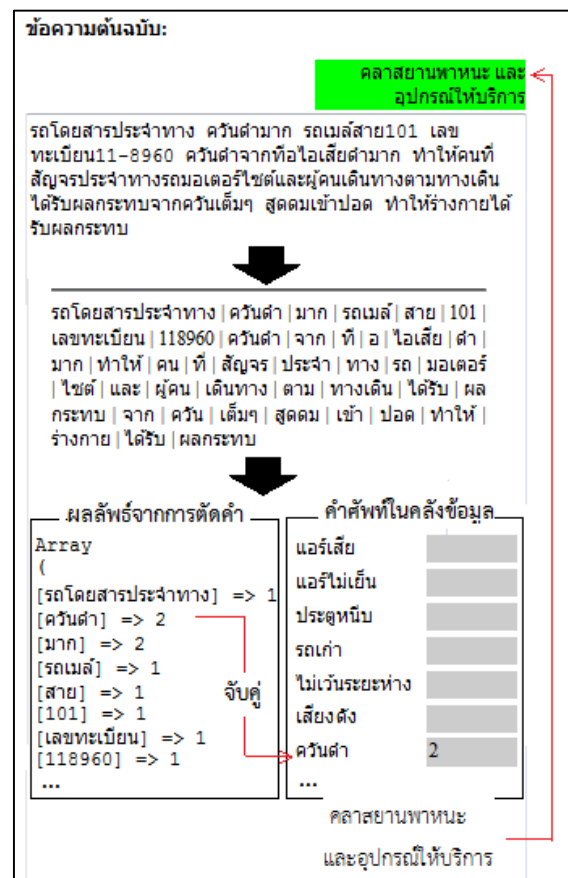 ข้อความต้นฉบับ:
คลาสยานพาหนะ และ
อุปกรณ์ให้บริการ
รถโดยสารประจำทาง ควันดำมาก รถเมล์สาย101 เลข
ทะเบียน11-8960 ควันดำจากที่อไอเสียดำมาก ทำให้คนที่
สัญจรประจำทางรถมอเตอร์ไซต์และผู้คนเดินทางตามทางเดิน
ได้รับผลกระทบจากควันเต็มๆ สูดดมเข้าปอด ทำให้ร่างกายได้
รับผลกระทบ
รถโดยสารประจำทาง | ควันดำ | มาก | รถเมล์ | สาย | 101 |
เลขทะเบียน | 118960 | ควันดำ | จาก | ที่ | อ | ไอเสีย | ดำ |
มาก | ทำให้ | คน | ที่ | สัญจร | ประจำ | ทาง | รถ | มอเตอร์
| ไซต์ | และ | ผู้คน | เดินทาง | ตาม | ทางเดิน | ได้รับ | ผล
กระทบ | จาก | ควัน | เต็มๆ | สูดดม | เข้า | ปอด | ทำให้ |
ร่างกาย | ได้รับ | ผลกระทบ
ผลลัพธ์จากการตัดคำ
Array
(
[รถโดยสารประจำทาง] => 1
[ควันดำ] => 2
[มาก] => 2
[รถเมล์] => 1
[สาย] => 1
[101] => 1
[เลขทะเบียน] => 1
[118960] => 1
...
จับคู่
คำศัพท์ในคลังข้อมูล
แอร์เสีย
แอร์ไม่เย็น
ประตูหนีบ
รถเก่า
ไม่เว้นระยะห่าง
เสียงดัง
ควันดำ 2
...
คลาสยานพาหนะ
และอุปกรณ์ให้บริการ